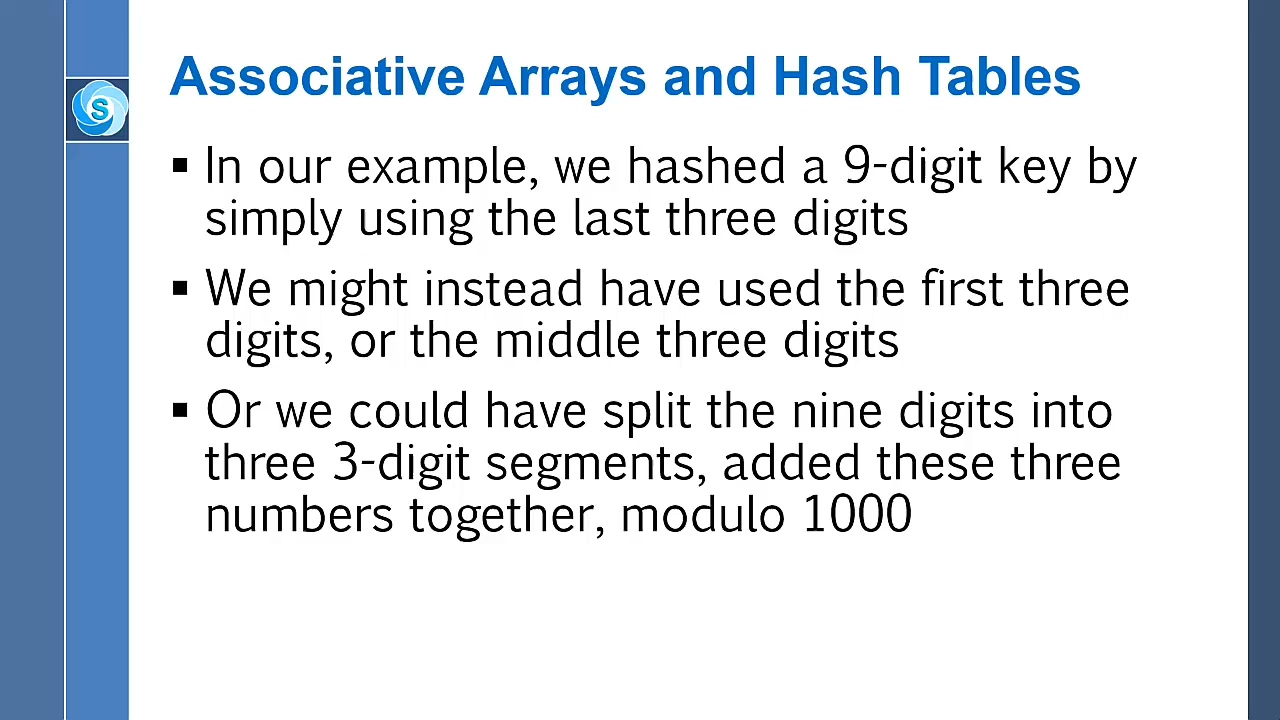 Associative Arrays and Hash Tables
S
▪ In our example, we hashed a 9-digit key by
simply using the last three digits
▪ We might instead have used the first three
digits, or the middle three digits
▪ Or we could have split the nine digits into
three 3-digit segments, added these three
numbers together, modulo 1000